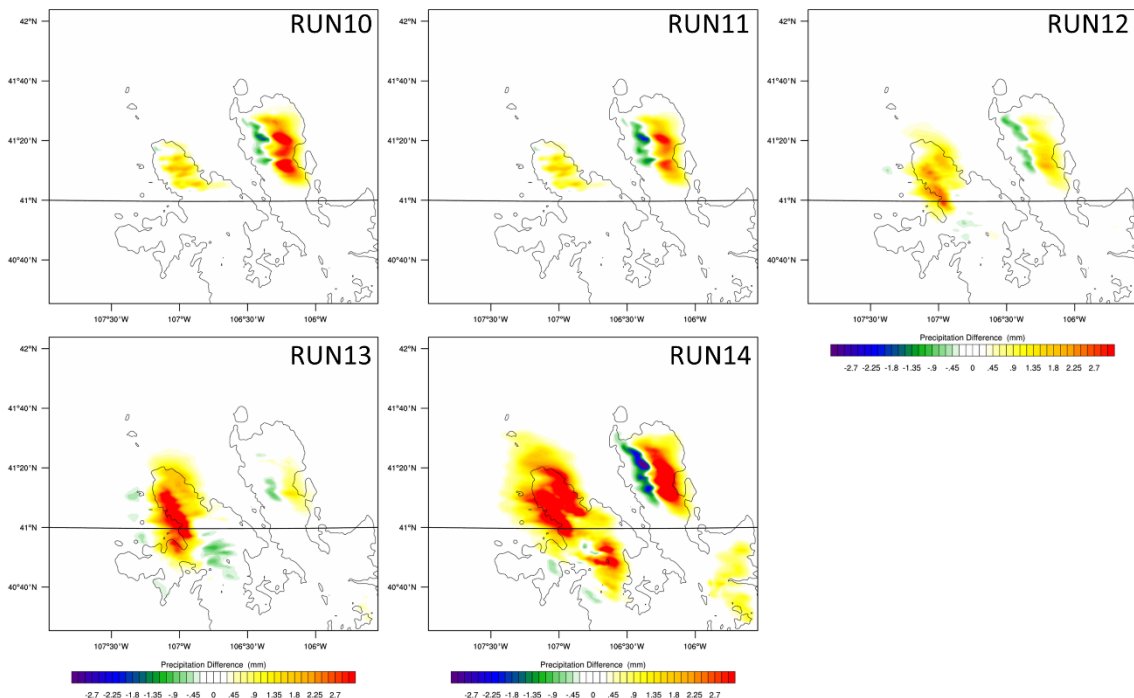 RUN10
42°N
41°40'N
41°20'N
41°N
40°40'N
107°30'W 107°W 106°30'W 106°W
RUN11
42°N
41°40'N
41°20'N
41°N
40°40'N
107°30'W 107°W 106°30'W 106°W
RUN12
42°N
41°40'N
41°20'N
41°N
40°40'N
107°30'W 107°W 106°30'W 106°W
Precipitation Difference (mm)
-2.7 -2.25 -1.8 -1.35 -.9 -.45 0 .45 .9 1.35 1.8 2.25 2.7
RUN13
42°N
41°40'N
41°20'N
41°N
40°40'N
107°30'W 107°W 106°30'W 106°W
Precipitation Difference (mm)
-2.7 -2.25 -1.8 -1.35 -.9 -.45 0 .45 .9 1.35 1.8 2.25 2.7
RUN14
42°N
41°40'N
41°20'N
41°N
40°40'N
107°30'W 107°W 106°30'W 106°W
Precipitation Difference (mm)
-2.7 -2.25 -1.8 -1.35 -.9 -.45 0 .45 .9 1.35 1.8 2.25 2.7